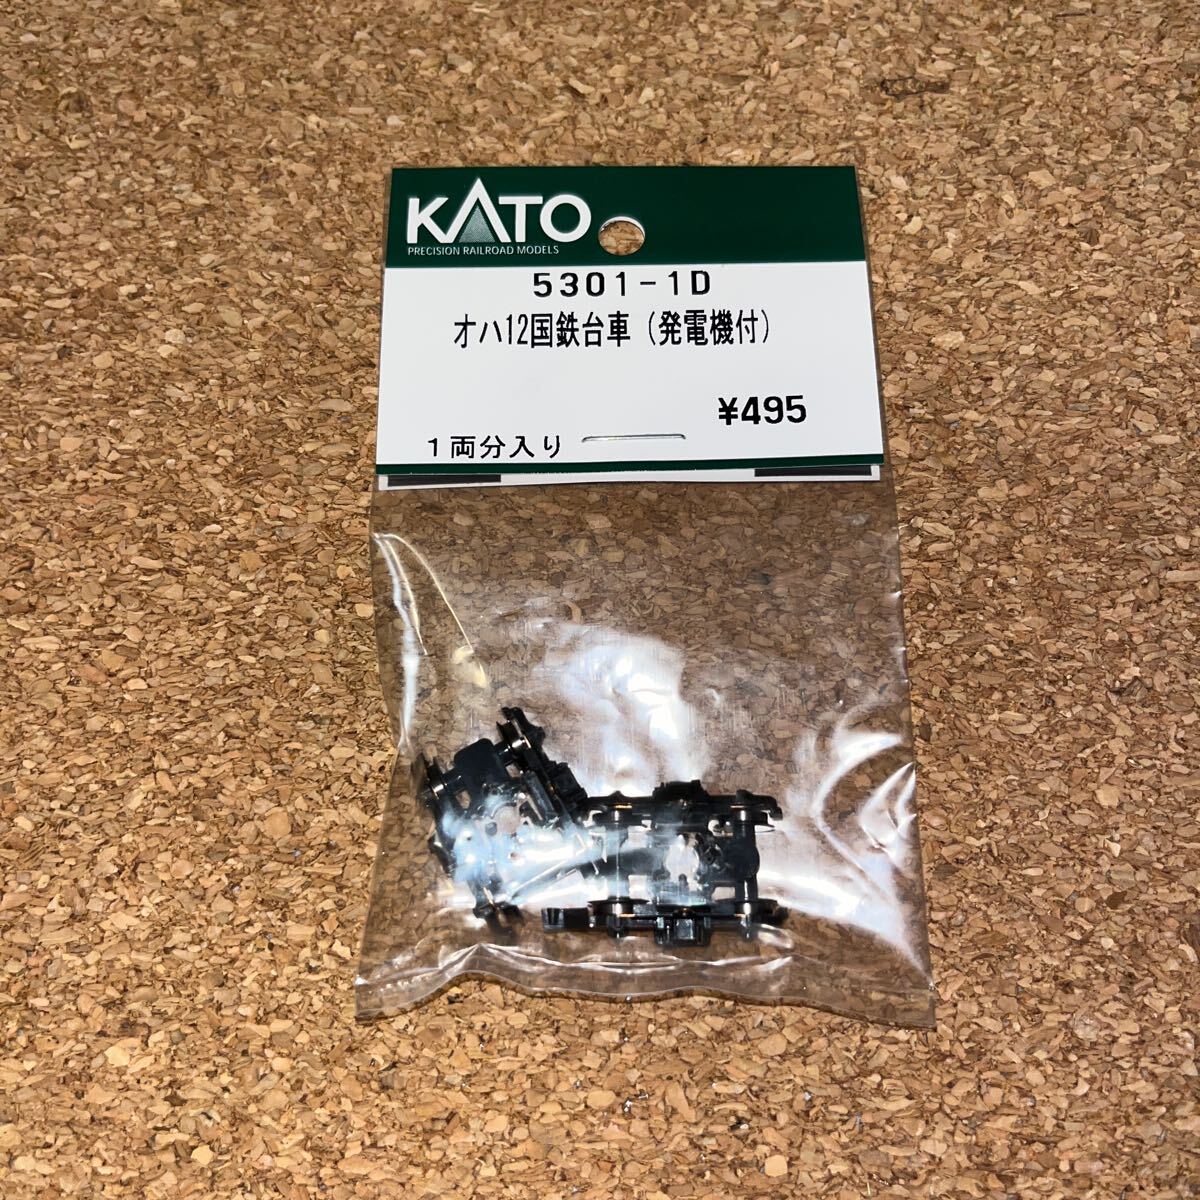 KATO
PRECISION RAILROAD MODELS
5301-1D
オハ12国鉄台車（発電機付）
¥495
1両分入り